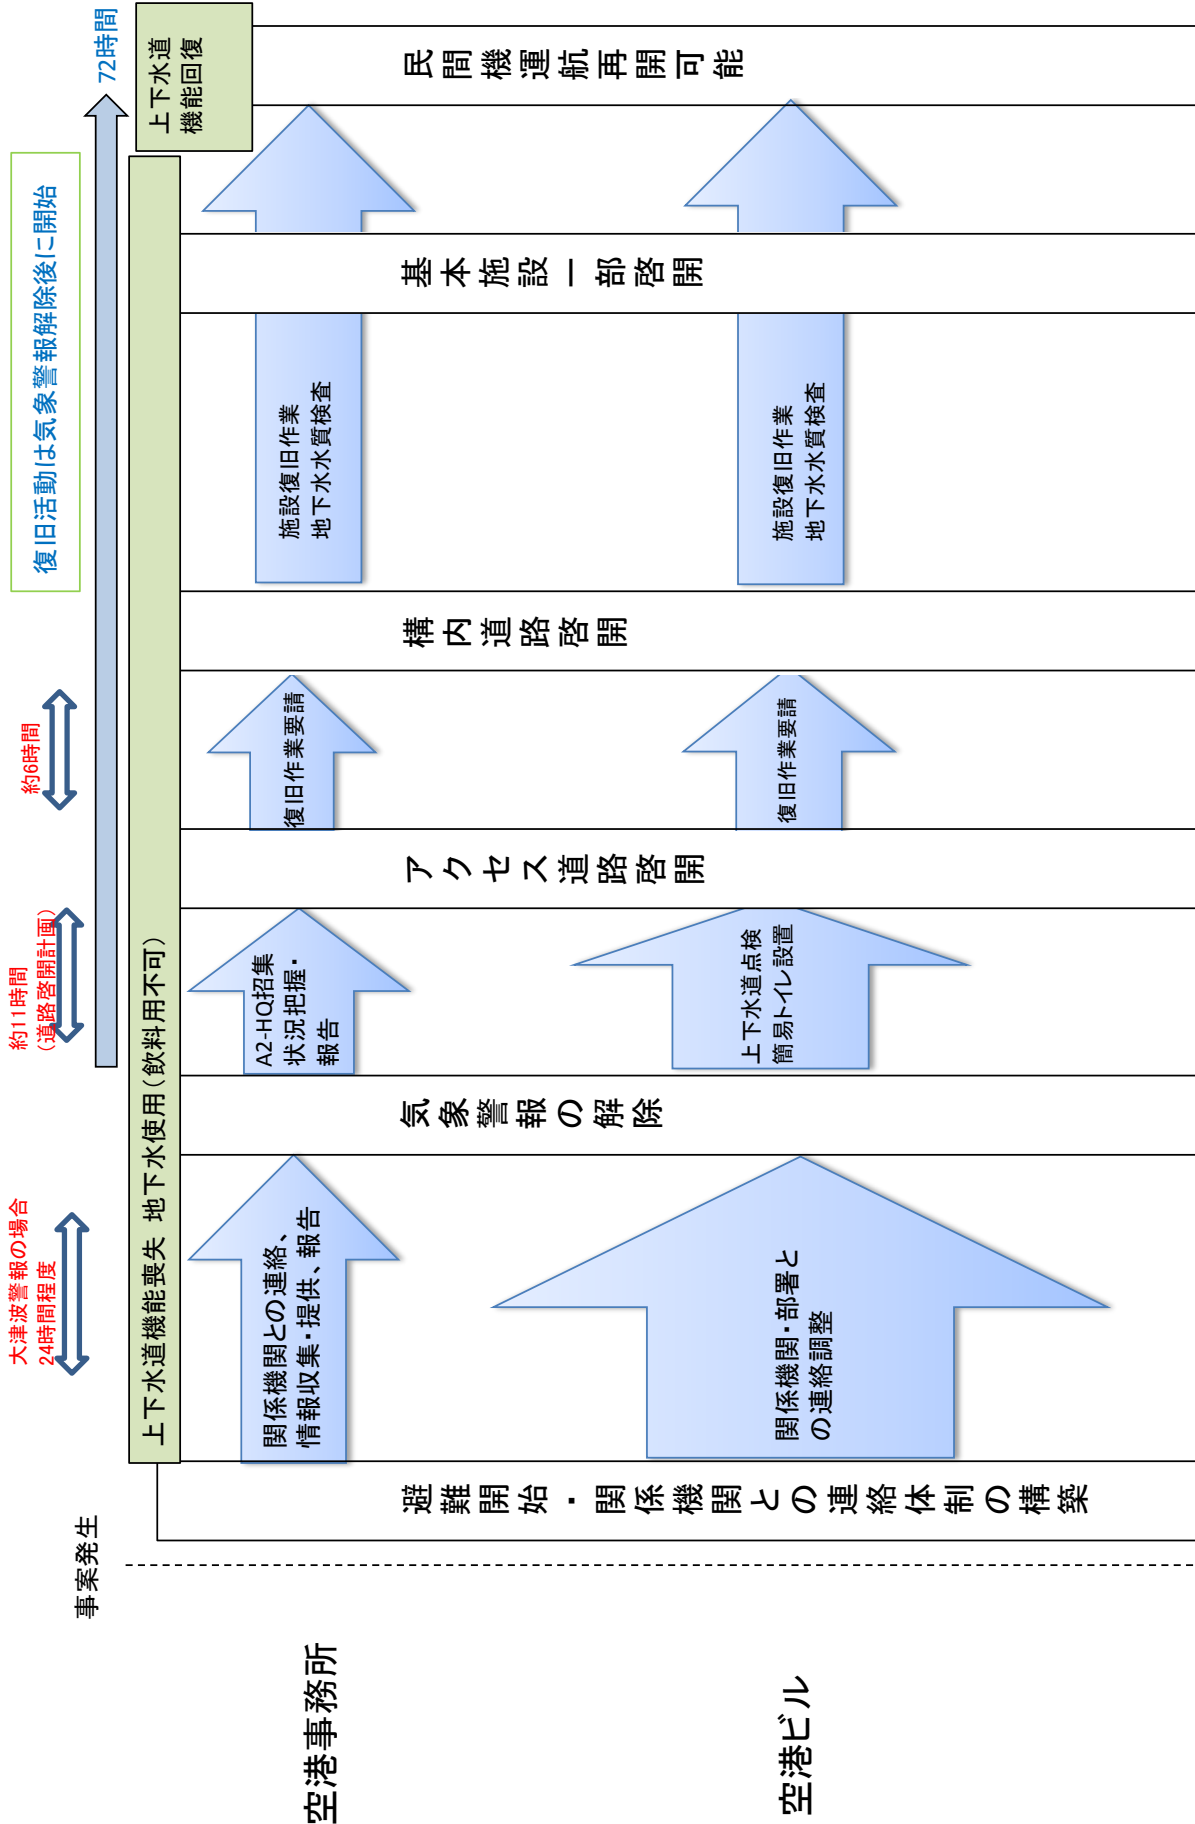 大津波警報の場合
24時間程度
約11時間
(道路啓開計画)
約6時間
復旧活動は気象警報解除後に開始
72時間
事案発生
上下水道機能喪失 地下水使用(飲料用不可)
上下水道
機能回復
避難開始・関係機関との連絡体制の構築
気象警報の解除
アクセス道路啓開
構内道路啓開
基本施設一部啓開
民間機運航再開可能
空港事務所
関係機関との連絡、
情報収集・提供、報告
A2-HQ招集
状況把握・
報告
復旧作業要請
施設復旧作業
地下水水質検査
空港ビル
関係機関・部署と
の連絡調整
上下水道点検
簡易トイレ設置
復旧作業要請
施設復旧作業
地下水水質検査